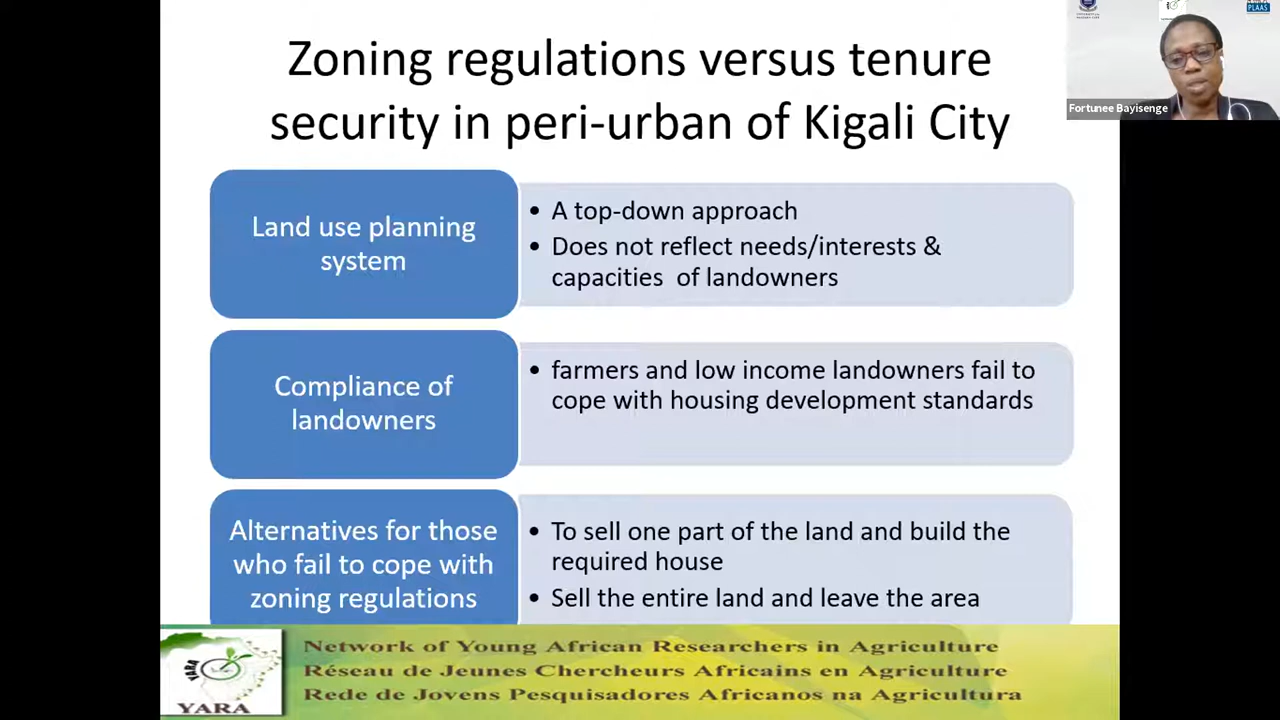 Zoning regulations versus tenure
security in peri-urban of Kigali City
Fortunee Bayisenge
PLAAS
Land use planning
system
• A top-down approach
• Does not reflect needs/interests &
capacities of landowners
Compliance of
landowners
• farmers and low income landowners fail to
cope with housing development standards
Alternatives for those
who fail to cope with
zoning regulations
• To sell one part of the land and build the
required house
• Sell the entire land and leave the area
YARA
YARA
Network of Young African Researchers in Agriculture
Réseau de Jeunes Chercheurs Africains en Agriculture
Rede de Jovens Pesquisadores Africanos na Agricultura